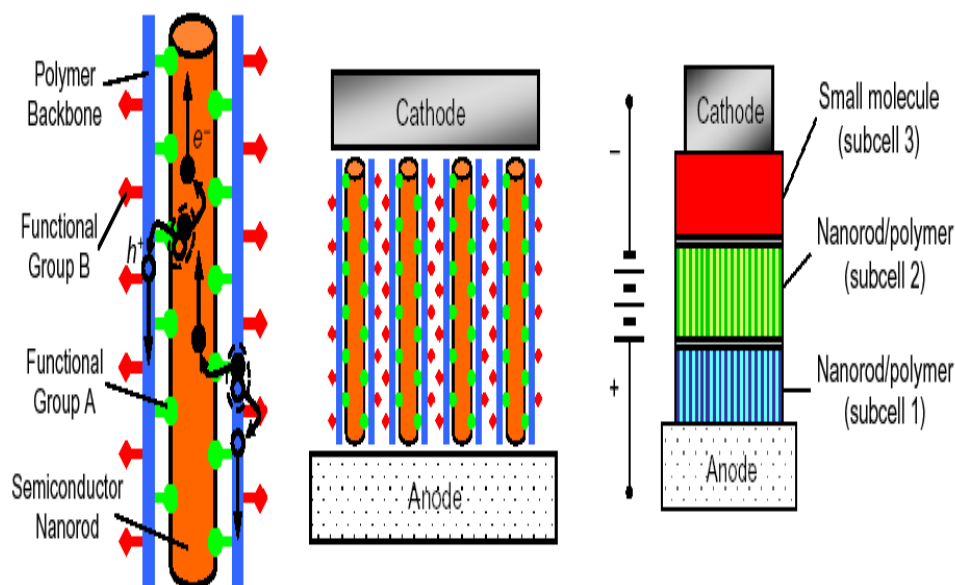 Polymer
Backbone
e⁻
Functional
Group B
h⁺
Functional
Group A
Semiconductor
Nanorod
Cathode
Anode
−
+
Cathode
Small molecule
(subcell 3)
Nanorod/polymer
(subcell 2)
Nanorod/polymer
(subcell 1)
Anode